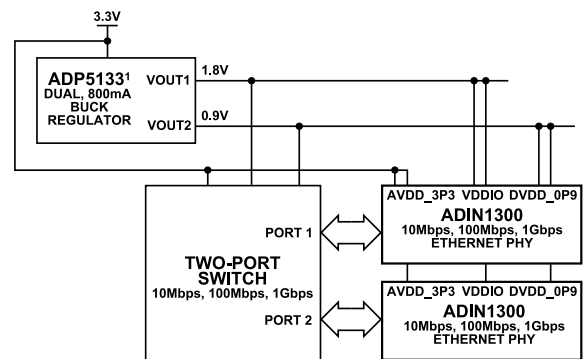 3.3V
ADP5133¹
DUAL, 800mA
BUCK
REGULATOR
VOUT1
1.8V
VOUT2
0.9V
TWO-PORT
SWITCH
10Mbps, 100Mbps, 1Gbps
PORT 1
PORT 2
AVDD_3P3 VDDIO DVDD_0P9
ADIN1300
10Mbps, 100Mbps, 1Gbps
ETHERNET PHY
AVDD_3P3 VDDIO DVDD_0P9
ADIN1300
10Mbps, 100Mbps, 1Gbps
ETHERNET PHY